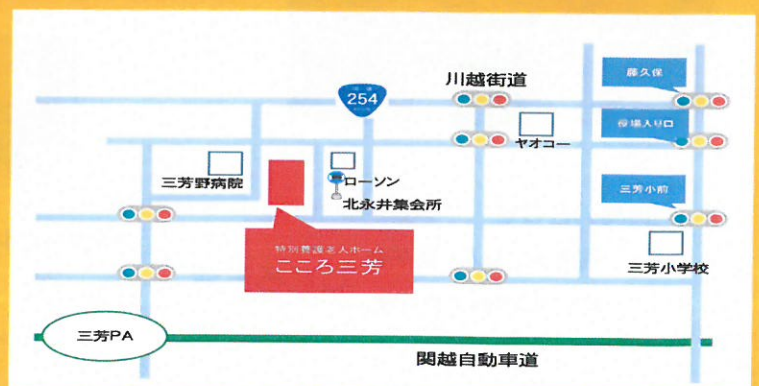 川越街道
254
藤久保
役場入り口
ヤオコー
三芳野病院
ローソン
北永井集会所
三芳小前
特別養護老人ホーム
こころ三芳
三芳小学校
三芳PA
関越自動車道